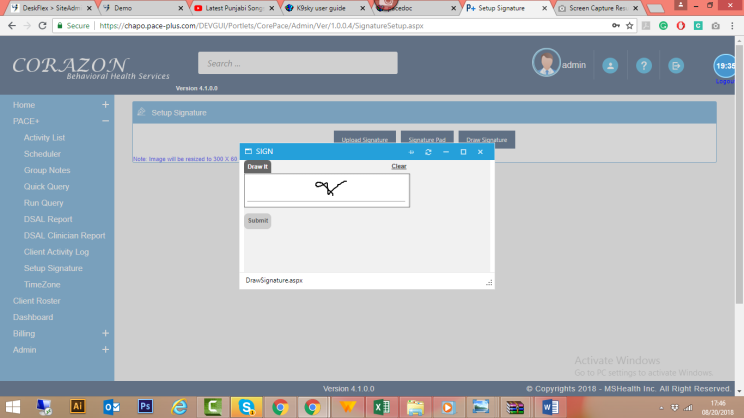 DeskFlex > SiteAdmi
Demo
Latest Punjabi Song
K9sky user guide
pacedoc
Setup Signature
Screen Capture Res
Secure
https://chapo.pace-plus.com/DEVGUI/Portlets/CorePace/Admin/Ver/1.0.0.4/SignatureSetup.aspx
CORAZON
Behavioral Health Services
Search ...
Version 4.1.0.0
admin
19:35
Logout
Home
PACE+
Activity List
Scheduler
Group Notes
Quick Query
Run Query
DSAL Report
DSAL Clinician Report
Client Activity Log
Setup Signature
TimeZone
Client Roster
Dashboard
Billing
Admin
Setup Signature
Upload Signature
Signature Pad
Draw Signature
Note: Image will be resized to 300 X 80
SIGN
Draw It
Clear
Submit
DrawSignature.aspx
Activate Windows
Go to PC settings to activate Windows.
Version 4.1.0.0
© Copyrights 2018 - MSHealth Inc. All Right Reserved
17:46
08/20/2018